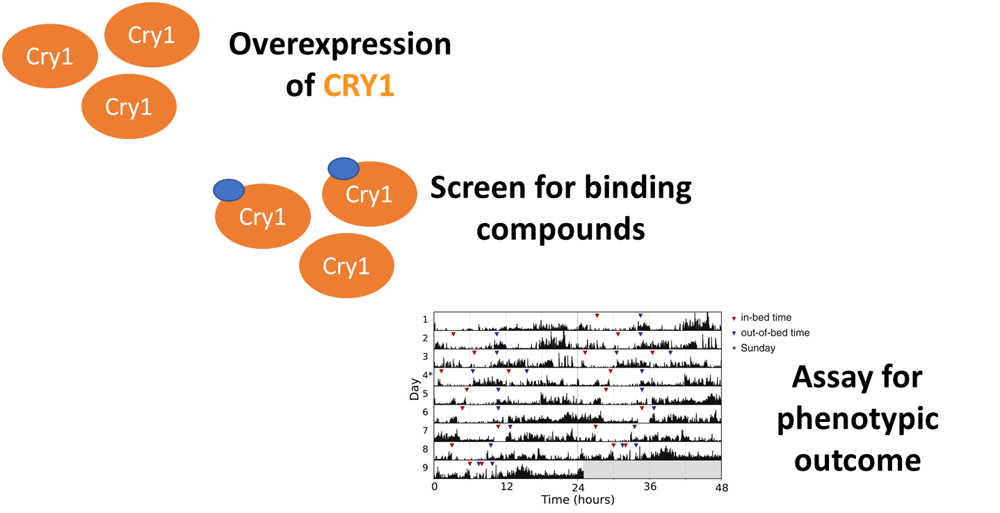 Cry1
Cry1
Cry1
Overexpression
of CRY1
Cry1
Cry1
Cry1
Screen for binding
compounds
1
2
3
4*
5
6
7
8
9
Day
0 12 24 36 48
Time (hours)
in-bed time
out-of-bed time
* Sunday
Assay for
phenotypic
outcome